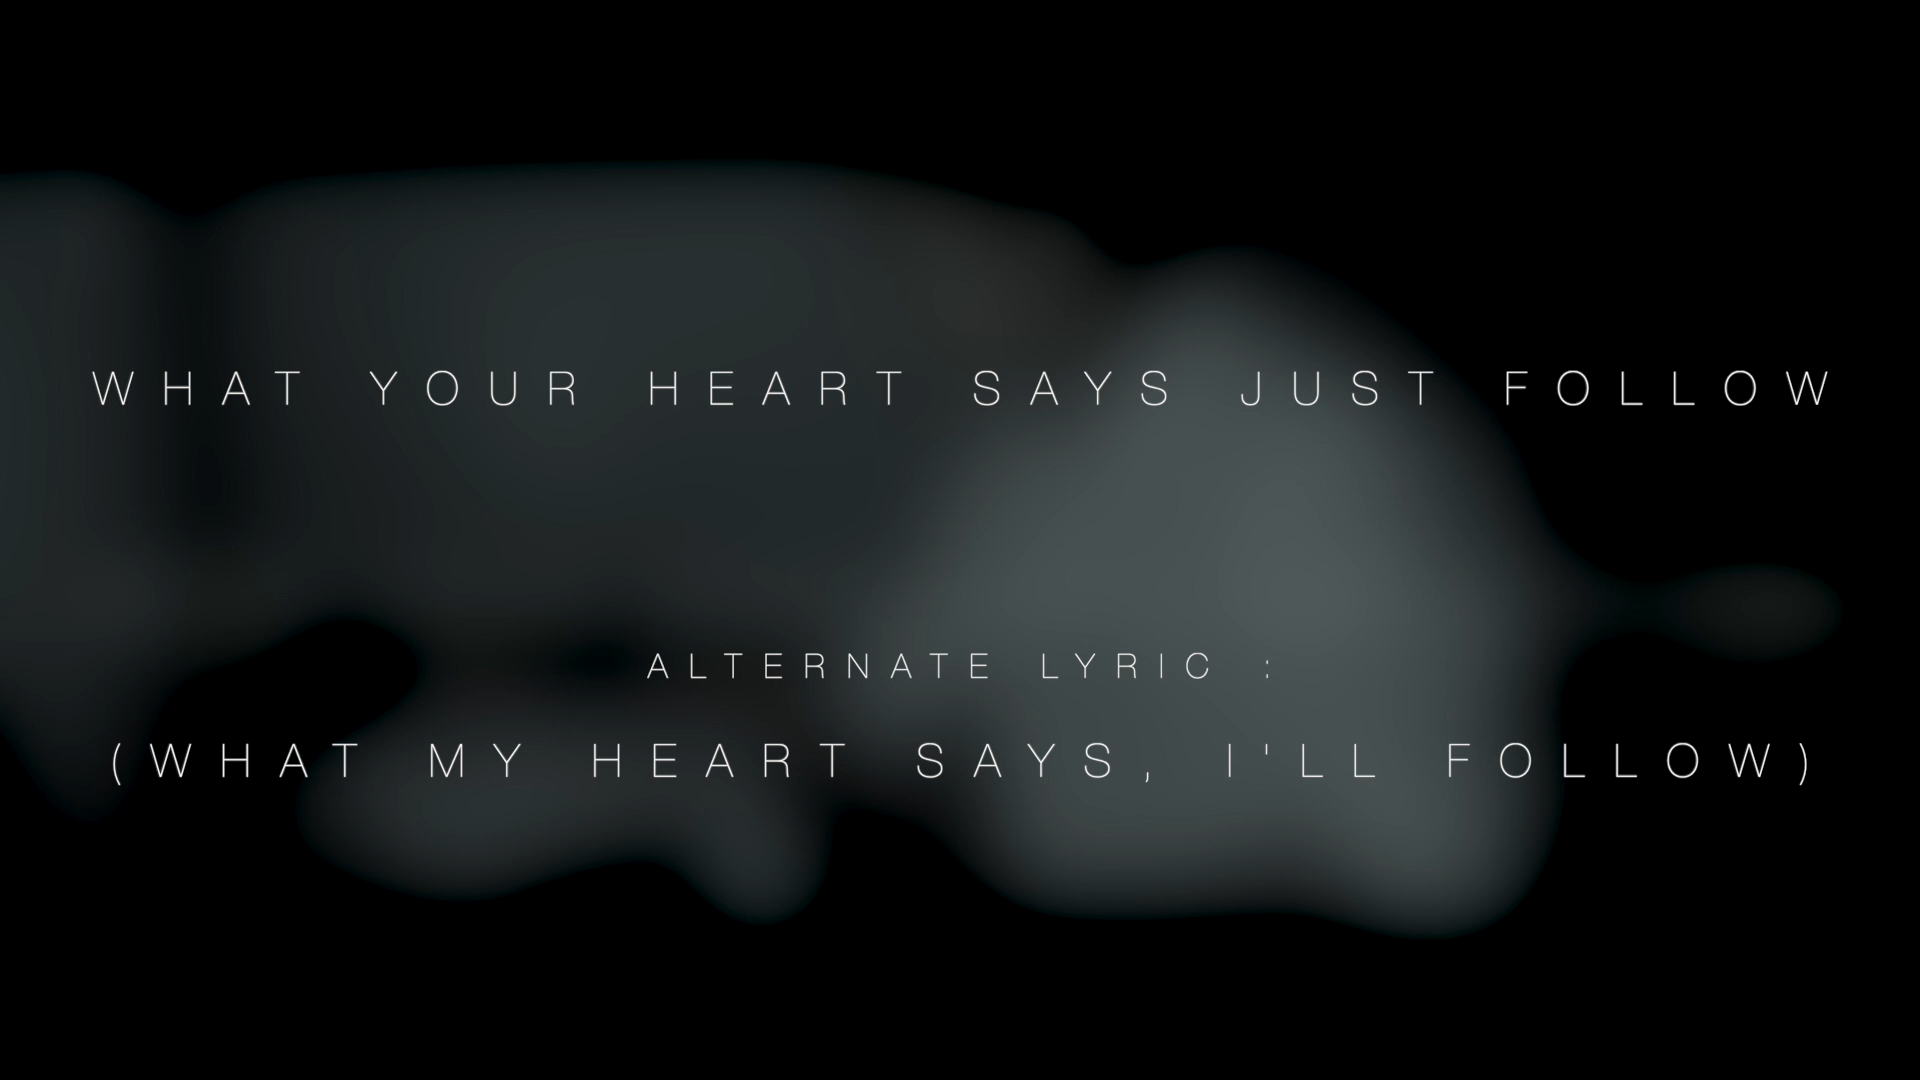 WHAT YOUR HEART SAYS JUST FOLLOW
ALTERNATE LYRIC :
(WHAT MY HEART SAYS, I'LL FOLLOW)